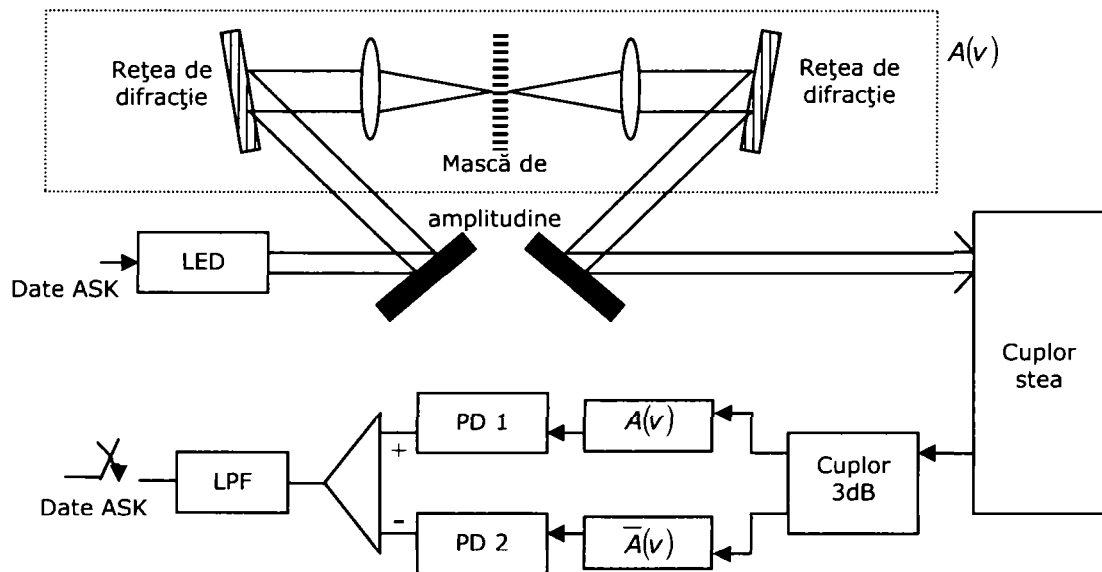 Reţea de
difracţie
Reţea de
difracţie
A(v)
Mască de
amplitudine
LED
Date ASK
Cuplor
stea
PD 1
A(v)
+
Cuplor
3dB
LPF
Date ASK
-
PD 2
A̅(v)